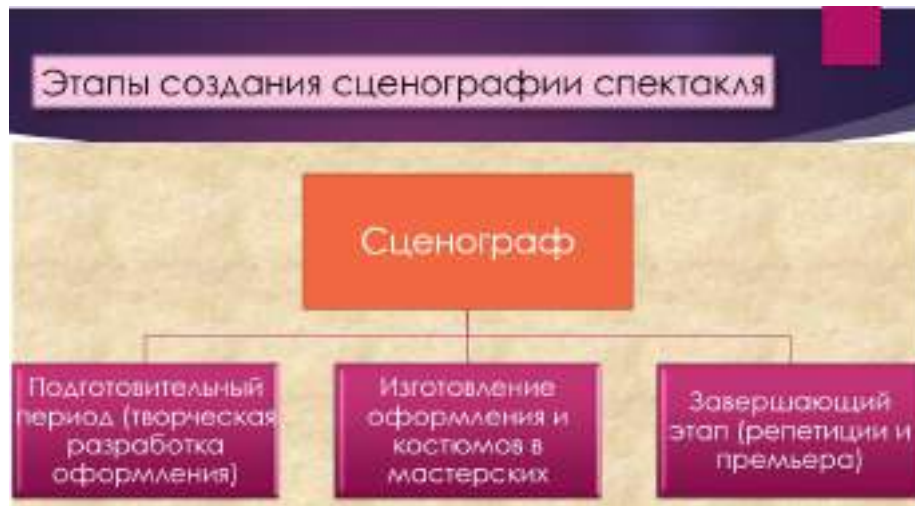 Этапы создания сценографии спектакля
Сценограф
Подготовительный
период (творческая
разработка
оформления)
Изготовление
оформления и
костюмов в
мастерских
Завершающий
этап (репетиции и
премьера)